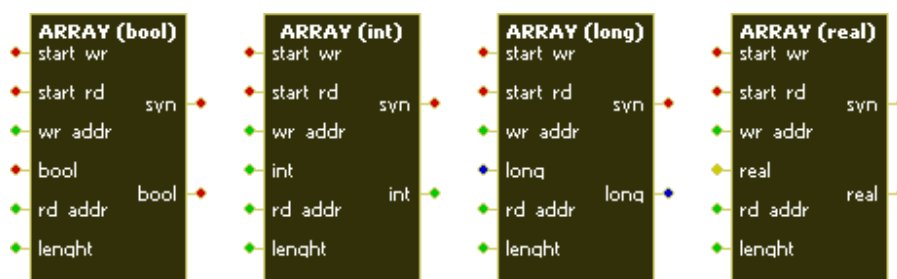 ARRAY (bool)
start wr
start rd
syn
wr addr
bool
bool
rd addr
lenght
ARRAY (int)
start wr
start rd
syn
wr addr
int
int
rd addr
lenght
ARRAY (long)
start wr
start rd
syn
wr addr
long
long
rd addr
lenght
ARRAY (real)
start wr
start rd
syn
wr addr
real
real
rd addr
lenght